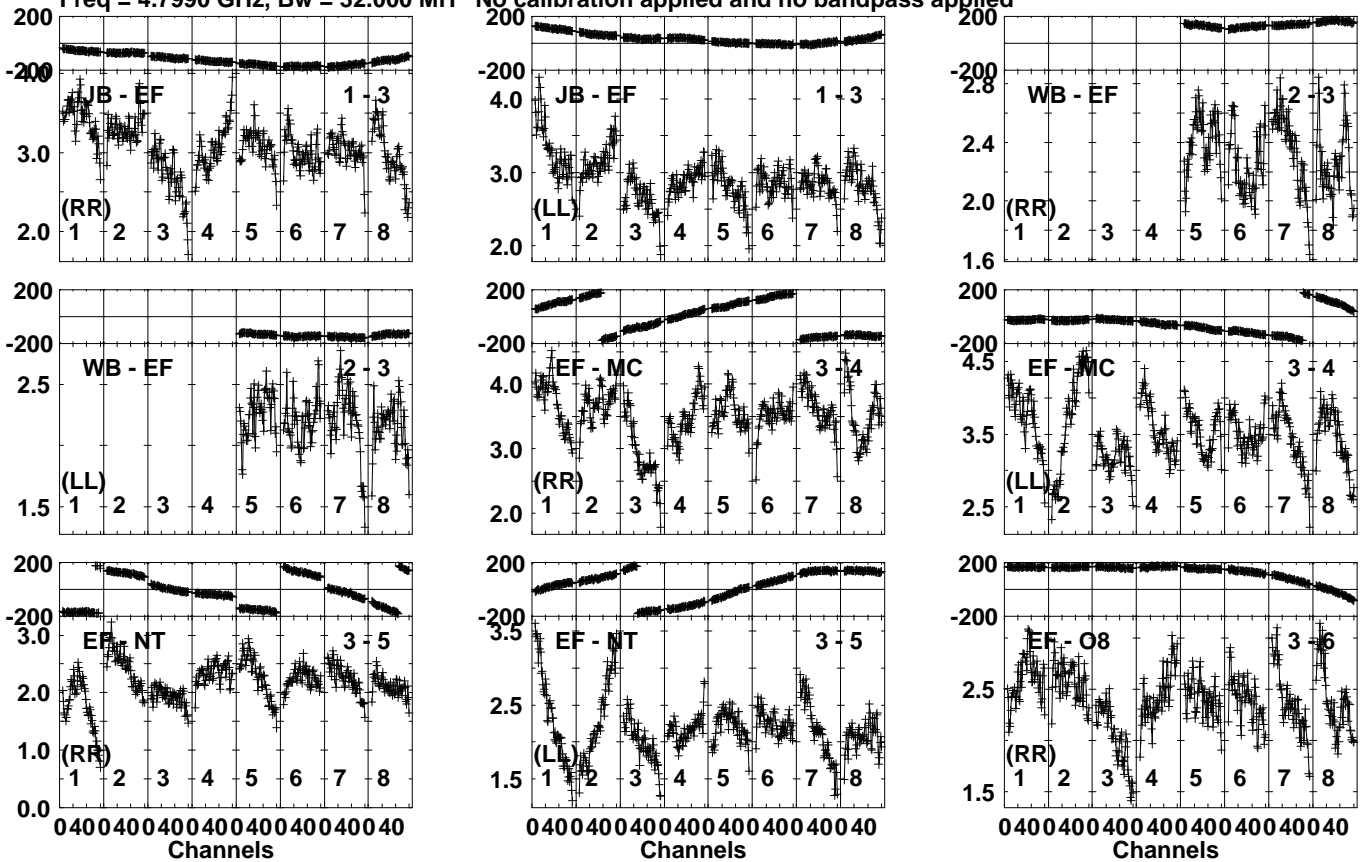 Freq = 4.7990 GHz, Bw = 32.000 MH No calibration applied and no bandpass applied
200
-200
4.0
3.0
2.0
JB - EF 1 - 3
(RR)
1 2 3 4 5 6 7 8
200
-200
4.0
3.0
2.0
JB - EF 1 - 3
(LL)
1 2 3 4 5 6 7 8
200
-200
2.8
2.4
2.0
1.6
WB - EF 2 - 3
(RR)
1 2 3 4 5 6 7 8
200
-200
2.5
1.5
WB - EF 2 - 3
(LL)
1 2 3 4 5 6 7 8
200
-200
4.0
3.0
2.0
EF - MC 3 - 4
(RR)
1 2 3 4 5 6 7 8
200
-200
4.5
3.5
2.5
EF - MC 3 - 4
(LL)
1 2 3 4 5 6 7 8
200
-200
3.0
2.0
1.0
0.0
EF - NT 3 - 5
(RR)
1 2 3 4 5 6 7 8
0 40 0 40 0 40 0 40 0 40 0 40 0 40 0 40
Channels
200
-200
3.5
2.5
1.5
EF - NT 3 - 5
(LL)
1 2 3 4 5 6 7 8
0 40 0 40 0 40 0 40 0 40 0 40 0 40 0 40
Channels
200
-200
2.5
1.5
EF - O8 3 - 6
(RR)
1 2 3 4 5 6 7 8
0 40 0 40 0 40 0 40 0 40 0 40 0 40 0 40
Channels